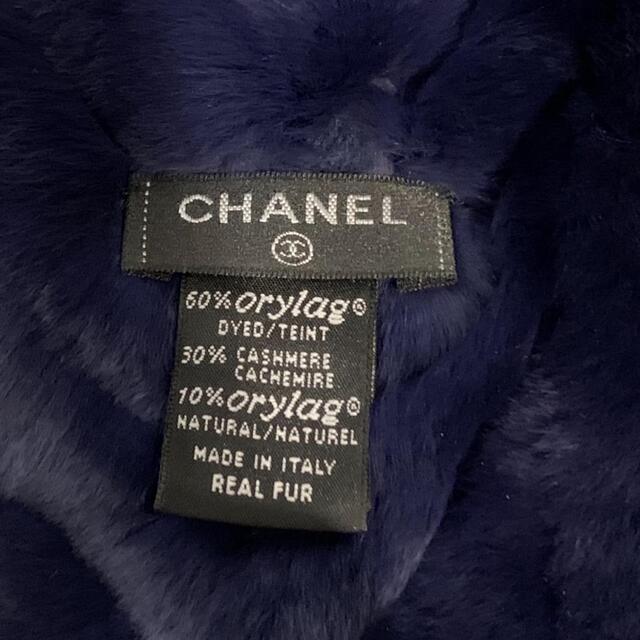 CHANEL
60% orylag®
DYED/TEINT
30% CASHMERE
CACHEMIRE
10% orylag®
NATURAL/NATUREL
MADE IN ITALY
REAL FUR